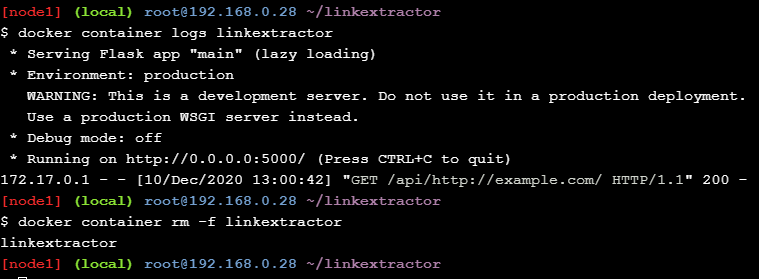 [node1] (local) root@192.168.0.28 ~/linkextractor
$ docker container logs linkextractor
 * Serving Flask app "main" (lazy loading)
 * Environment: production
   WARNING: This is a development server. Do not use it in a production deployment.
   Use a production WSGI server instead.
 * Debug mode: off
 * Running on http://0.0.0.0:5000/ (Press CTRL+C to quit)
172.17.0.1 - - [10/Dec/2020 13:00:42] "GET /api/http://example.com/ HTTP/1.1" 200 -
[node1] (local) root@192.168.0.28 ~/linkextractor
$ docker container rm -f linkextractor
linkextractor
[node1] (local) root@192.168.0.28 ~/linkextractor